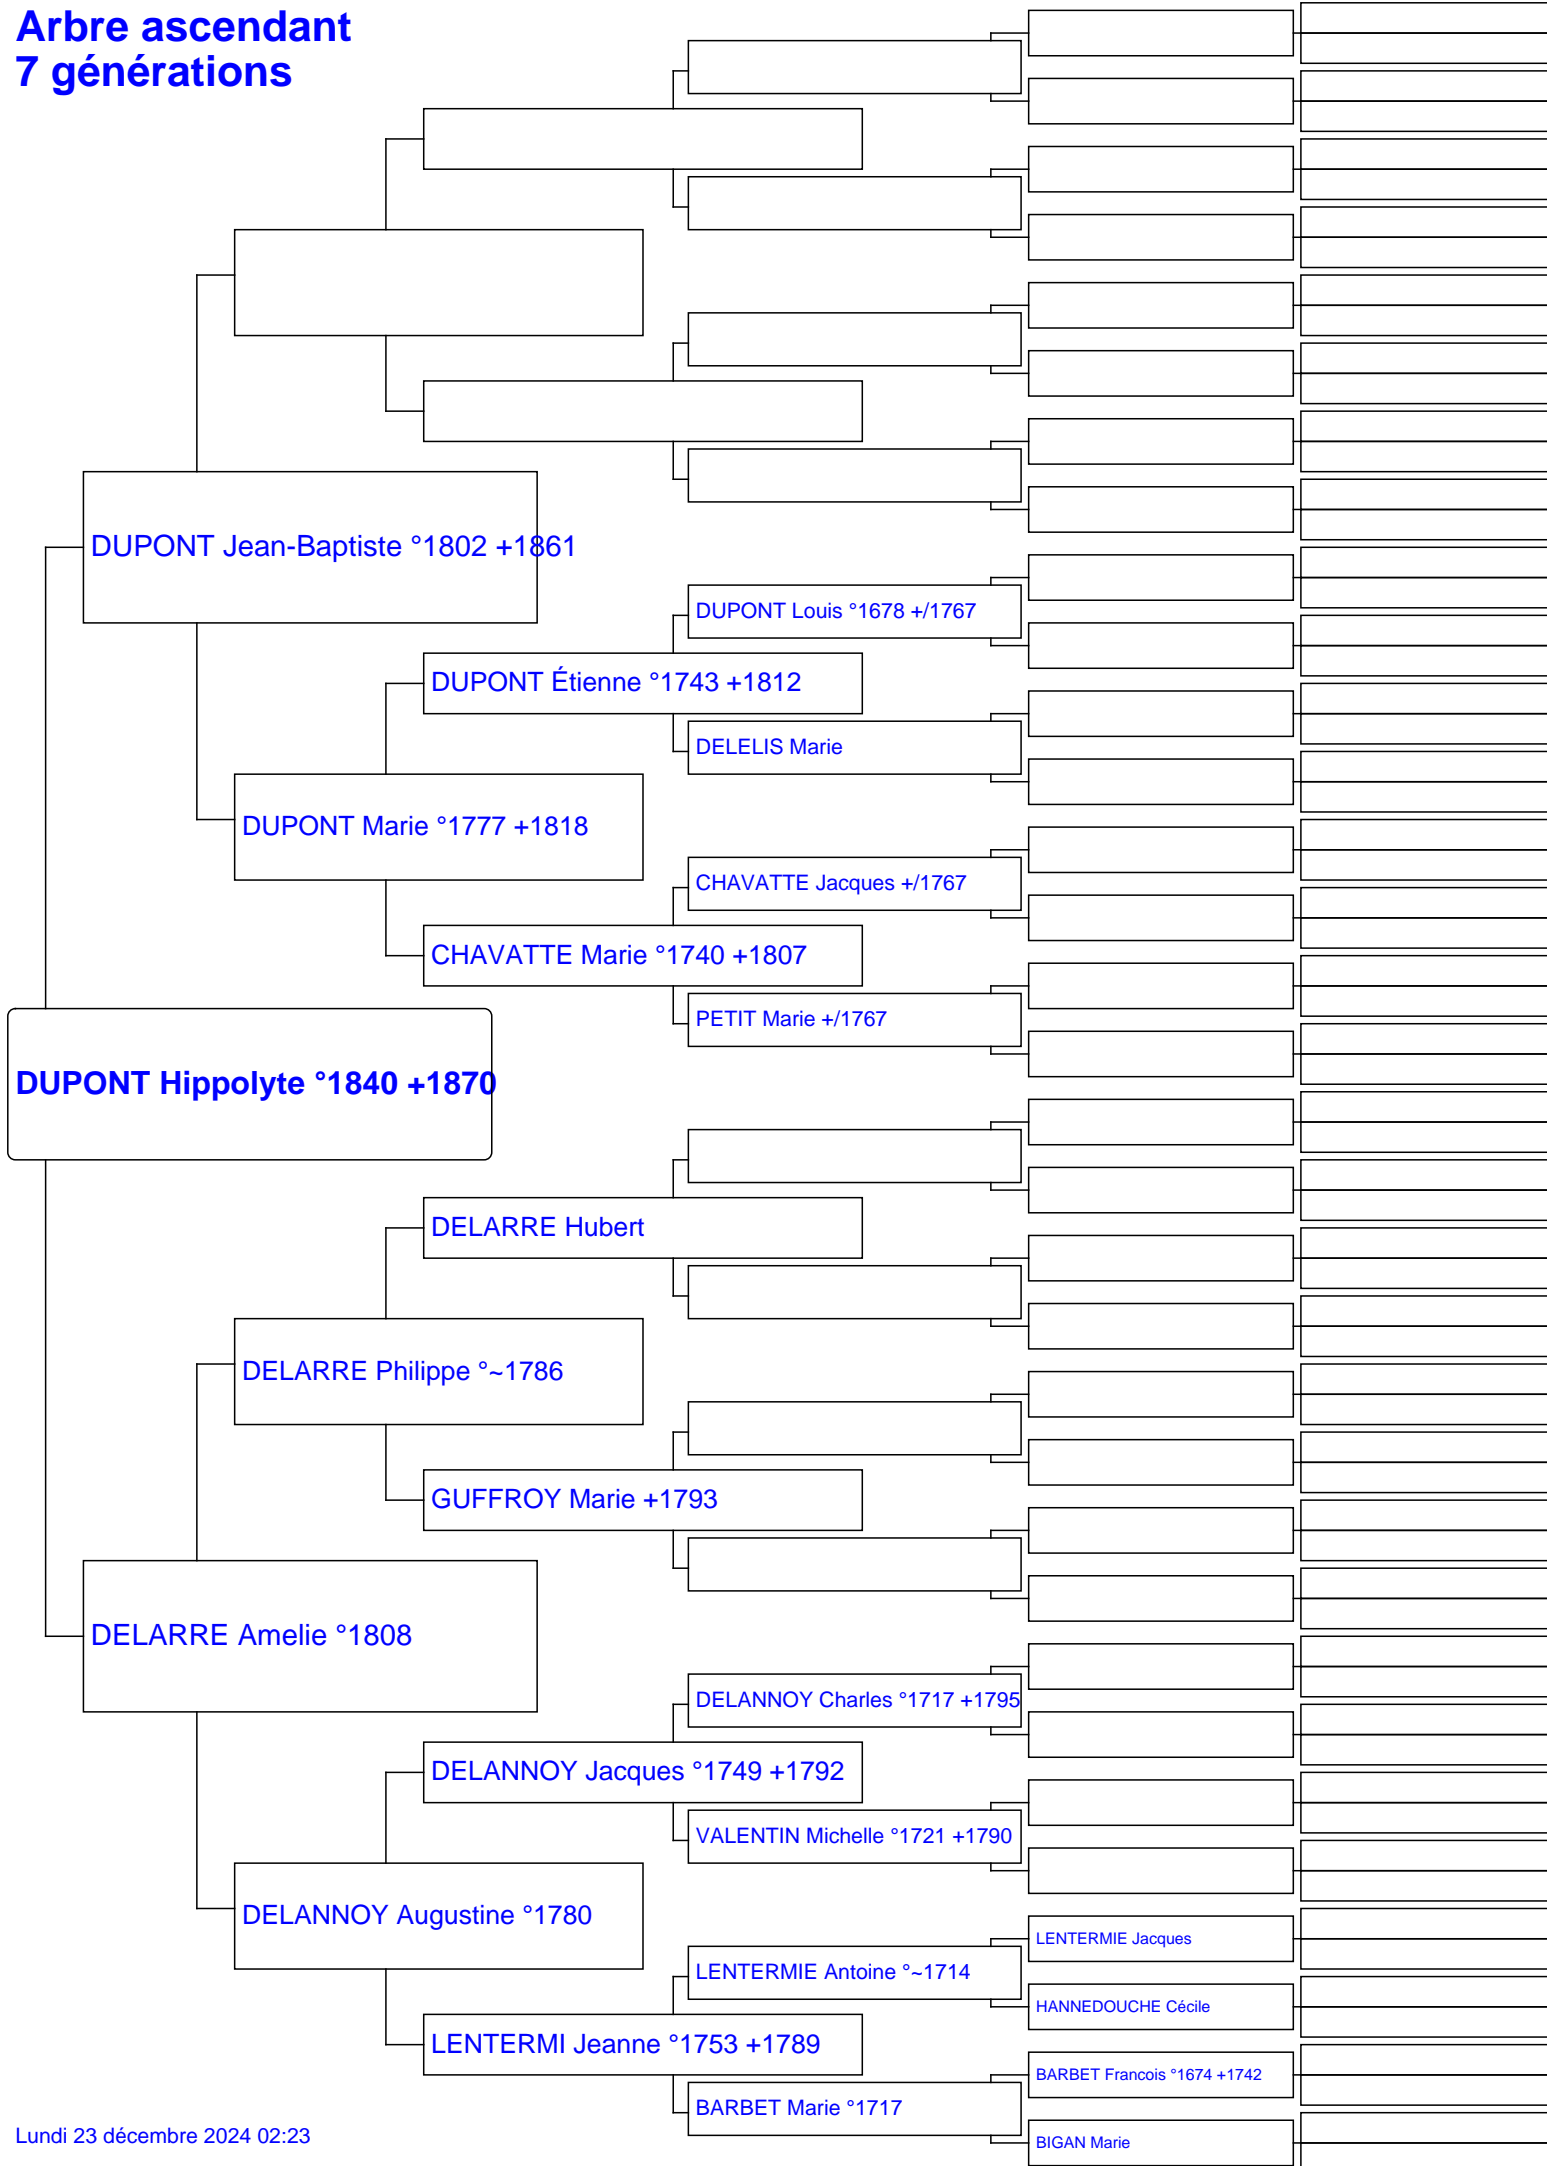 Arbre ascendant
7 générations
DUPONT Jean-Baptiste °1802 +1861
DUPONT Louis °1678 +/1767
DUPONT Étienne °1743 +1812
DELELIS Marie
DUPONT Marie °1777 +1818
CHAVATTE Jacques +/1767
CHAVATTE Marie °1740 +1807
PETIT Marie +/1767
DUPONT Hippolyte °1840 +1870
DELARRE Hubert
DELARRE Philippe °~1786
GUFFROY Marie +1793
DELARRE Amelie °1808
DELANNOY Charles °1717 +1795
DELANNOY Jacques °1749 +1792
VALENTIN Michelle °1721 +1790
DELANNOY Augustine °1780
LENTERMIE Jacques
LENTERMIE Antoine °~1714
HANNEDOUCHE Cécile
LENTERMI Jeanne °1753 +1789
BARBET Francois °1674 +1742
BARBET Marie °1717
BIGAN Marie
Lundi 23 décembre 2024 02:23